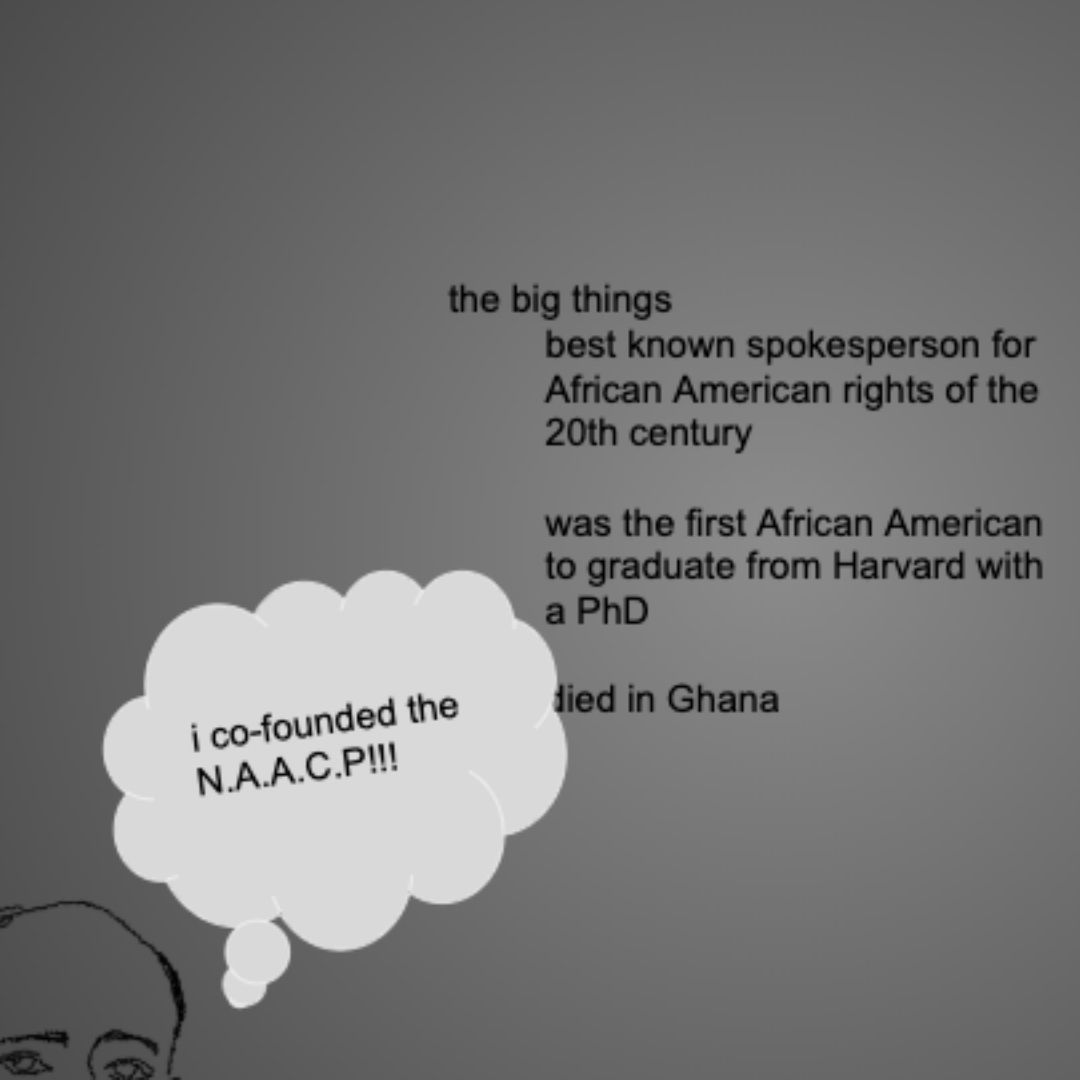 the big things
best known spokesperson for
African American rights of the
20th century
was the first African American
to graduate from Harvard with
a PhD
died in Ghana
i co-founded the
N.A.A.C.P!!!